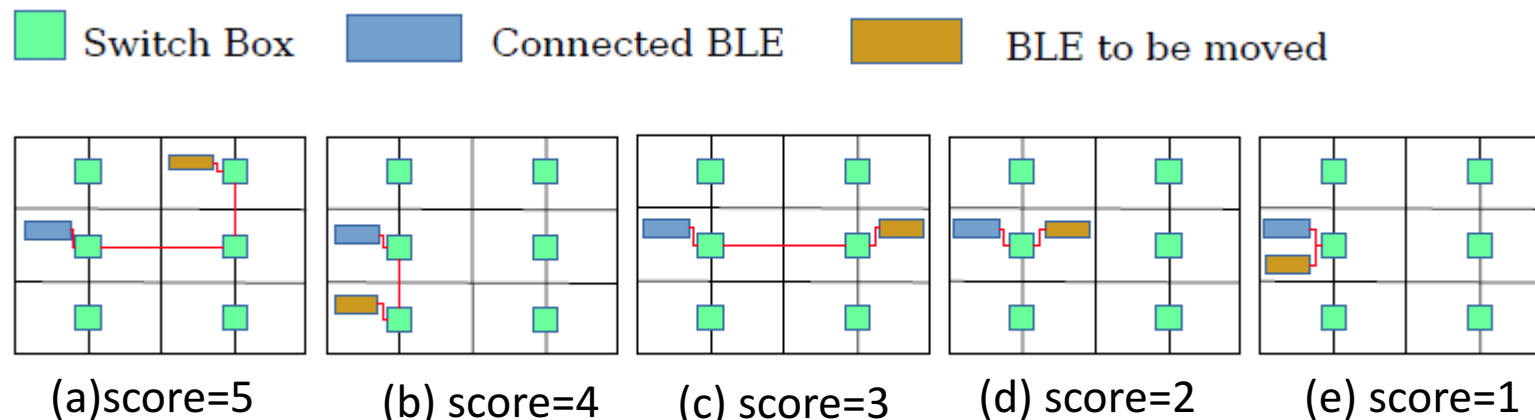 Switch Box Connected BLE BLE to be moved
(a)score=5 (b) score=4 (c) score=3 (d) score=2 (e) score=1